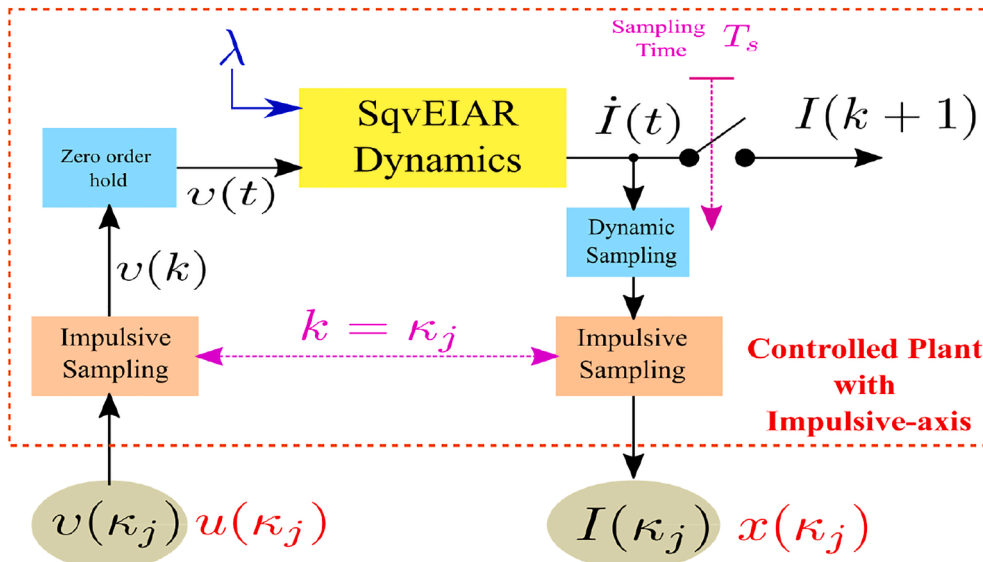 Sampling
Time
T_s
λ
SqvEIAR
Dynamics
İ(t)
I(k + 1)
Zero order
hold
υ(t)
Dynamic
Sampling
υ(k)
Impulsive
Sampling
k = κ_j
Impulsive
Sampling
Controlled Plant
with
Impulsive-axis
υ(κ_j) u(κ_j)
I(κ_j) x(κ_j)